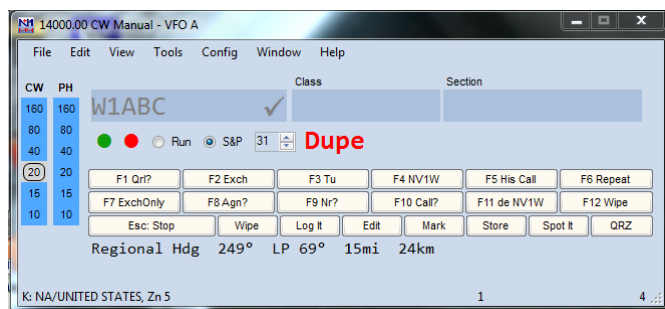 14000.00 CW Manual - VFO A
File Edit View Tools Config Window Help
Class Section
CW PH
W1ABC
160 160
80 80
40 40
20 20
15 15
10 10
Run S&P 31 Dupe
F1 Qrl? F2 Exch F3 Tu F4 NV1W F5 His Call F6 Repeat
F7 ExchOnly F8 Agn? F9 Nr? F10 Call? F11 de NV1W F12 Wipe
Esc: Stop Wipe Log It Edit Mark Store Spot It QRZ
Regional Hdg 249° LP 69° 15mi 24km
K: NA/UNITED STATES, Zn 5 1 4